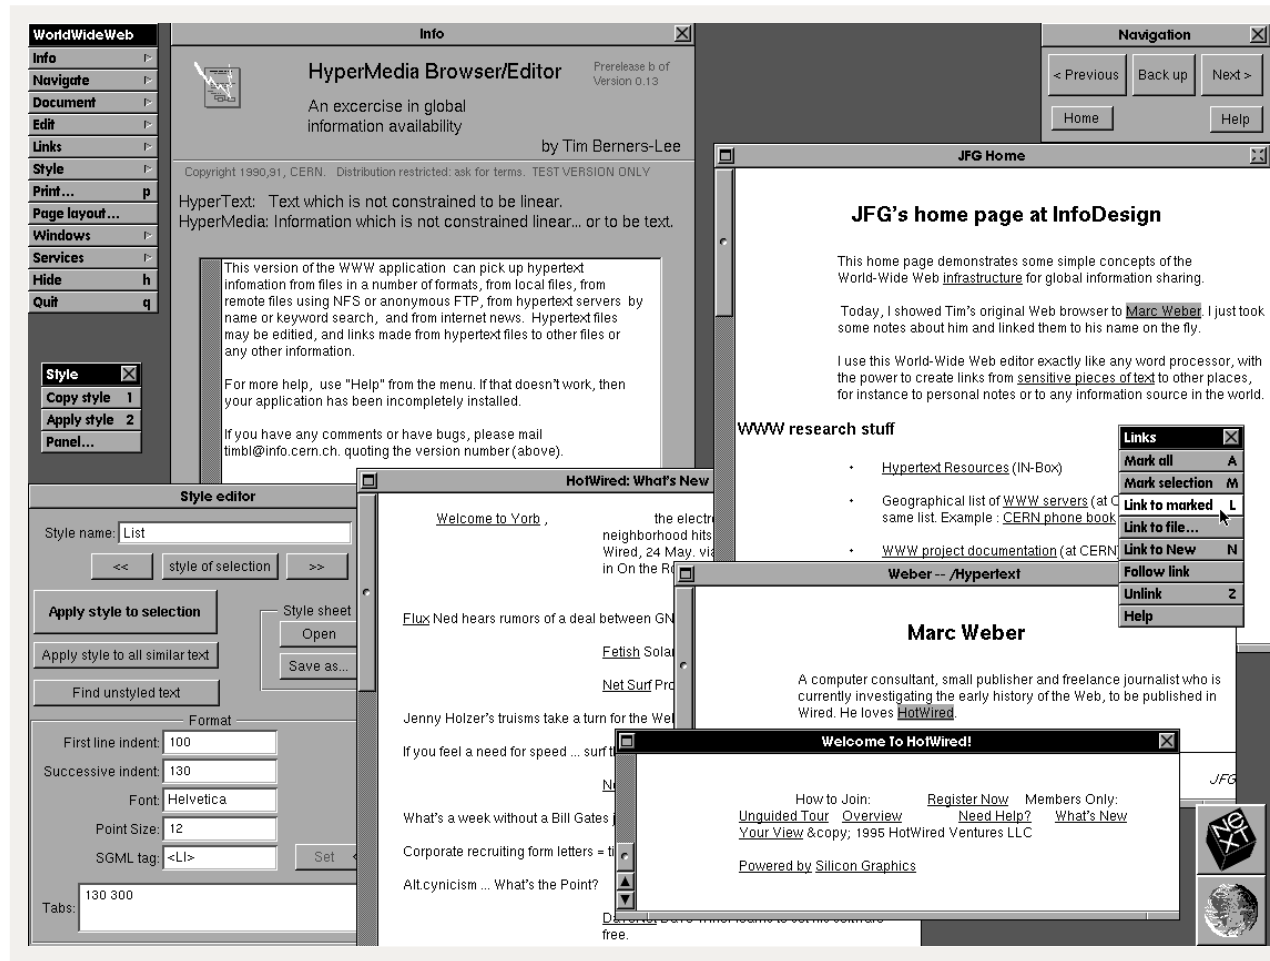 WorldWideWeb
Info
Navigate
Document
Edit
Links
Style
Print... p
Page layout...
Windows
Services
Hide h
Quit q
Style
Copy style 1
Apply style 2
Panel...
Info
HyperMedia Browser/Editor
Prerelease b of
Version 0.13
An excercise in global
information availability
by Tim Berners-Lee
Copyright 1990,91, CERN. Distribution restricted: ask for terms. TEST VERSION ONLY
HyperText: Text which is not constrained to be linear.
HyperMedia: Information which is not constrained linear... or to be text.
This version of the WWW application can pick up hypertext
infomation from files in a number of formats, from local files, from
remote files using NFS or anonymous FTP, from hypertext servers by
name or keyword search, and from internet news. Hypertext files
may be editied, and links made from hypertext files to other files or
any other information.
For more help, use "Help" from the menu. If that doesn't work, then
your application has been incompletely installed.
If you have any comments or have bugs, please mail
timbl@info.cern.ch. quoting the version number (above).
Navigation
< Previous Back up Next >
Home Help
JFG Home
JFG's home page at InfoDesign
This home page demonstrates some simple concepts of the
World-Wide Web infrastructure for global information sharing.
Today, I showed Tim's original Web browser to Marc Weber. I just took
some notes about him and linked them to his name on the fly.
I use this World-Wide Web editor exactly like any word processor, with
the power to create links from sensitive pieces of text to other places,
for instance to personal notes or to any information source in the world.
WWW research stuff
• Hypertext Resources (IN-Box)
• Geographical list of WWW servers (at C
same list. Example : CERN phone book
• WWW project documentation (at CERN)
JFG
Links
Mark all A
Mark selection M
Link to marked L
Link to file...
Link to New N
Follow link
Unlink Z
Help
Style editor
Style name: List
<< style of selection >>
Apply style to selection
Apply style to all similar text
Find unstyled text
Style sheet
Open
Save as...
Format
First line indent: 100
Successive indent: 130
Font: Helvetica
Point Size: 12
SGML tag: <LI>
Set
Tabs: 130 300
HotWired: What's New
Welcome to Yorb , the electr
neighborhood hits
Wired, 24 May. via
in On the Ro
Flux Ned hears rumors of a deal between GN
Fetish Sola
Net Surf Pro
Jenny Holzer's truisms take a turn for the We
If you feel a need for speed ... surf t
Ne
What's a week without a Bill Gates j
Corporate recruiting form letters = ti
Alt.cynicism ... What's the Point?
free.
Weber -- /Hypertext
Marc Weber
A computer consultant, small publisher and freelance journalist who is
currently investigating the early history of the Web, to be published in
Wired. He loves HotWired.
Welcome To HotWired!
How to Join: Register Now Members Only:
Unguided Tour Overview Need Help? What's New
Your View &copy; 1995 HotWired Ventures LLC
Powered by Silicon Graphics
NeXT